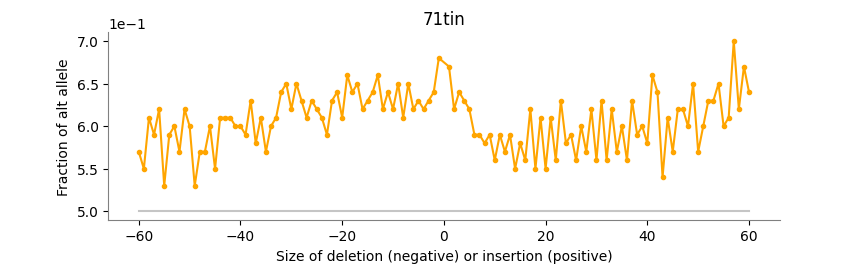 71tin
1e−1
7.0
6.5
6.0
5.5
5.0
Fraction of alt allele
−60 −40 −20 0 20 40 60
Size of deletion (negative) or insertion (positive)